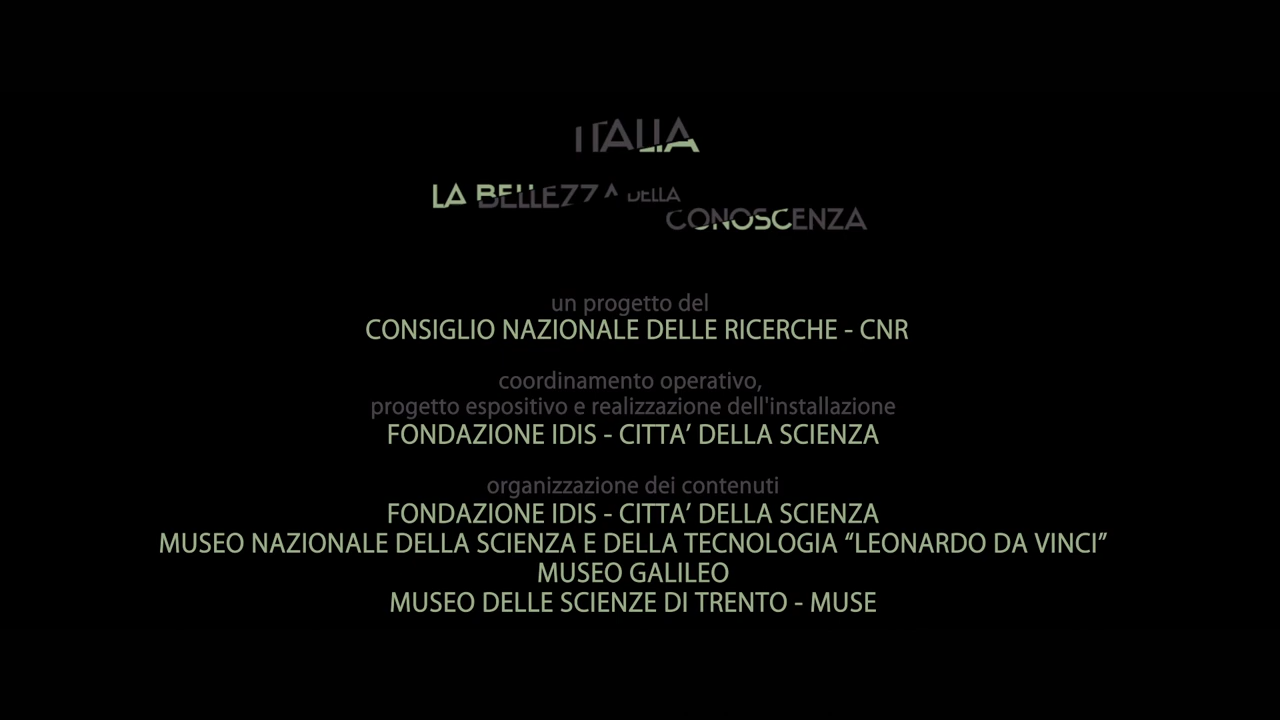 ITALIA
LA BELLEZZA DELLA
CONOSCENZA
un progetto del
CONSIGLIO NAZIONALE DELLE RICERCHE - CNR
coordinamento operativo,
progetto espositivo e realizzazione dell'installazione
FONDAZIONE IDIS - CITTA’ DELLA SCIENZA
organizzazione dei contenuti
FONDAZIONE IDIS - CITTA’ DELLA SCIENZA
MUSEO NAZIONALE DELLA SCIENZA E DELLA TECNOLOGIA “LEONARDO DA VINCI”
MUSEO GALILEO
MUSEO DELLE SCIENZE DI TRENTO - MUSE